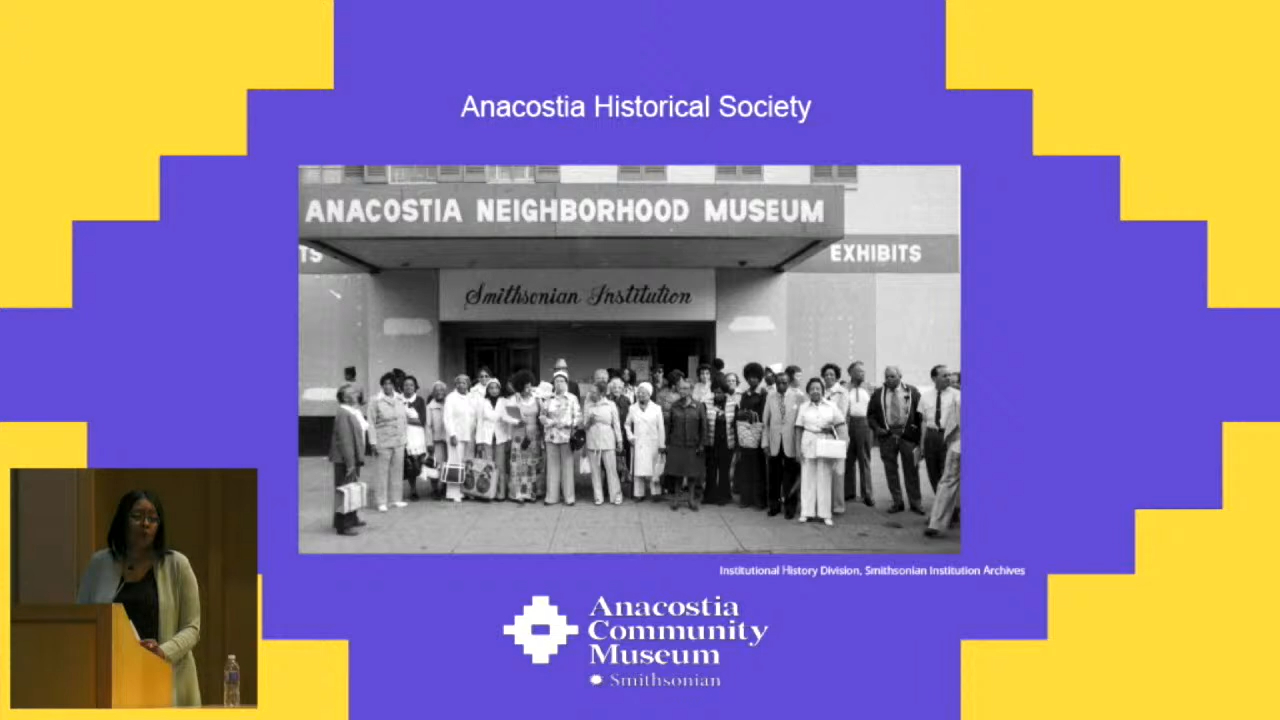 Anacostia Historical Society
ANACOSTIA NEIGHBORHOOD MUSEUM
TS
EXHIBITS
Smithsonian Institution
Institutional History Division, Smithsonian Institution Archives
Anacostia
Community
Museum
Smithsonian